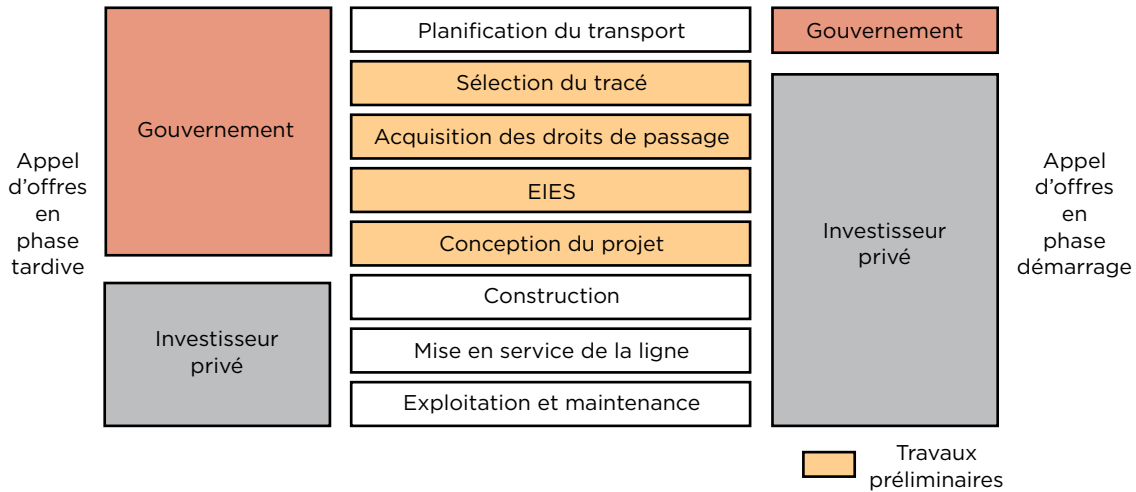 Appel
d'offres
en
phase
tardive
Gouvernement
Investisseur
privé
Planification du transport
Sélection du tracé
Acquisition des droits de passage
EIES
Conception du projet
Construction
Mise en service de la ligne
Exploitation et maintenance
Gouvernement
Investisseur
privé
Appel
d'offres
en
phase
démarrage
Travaux
préliminaires